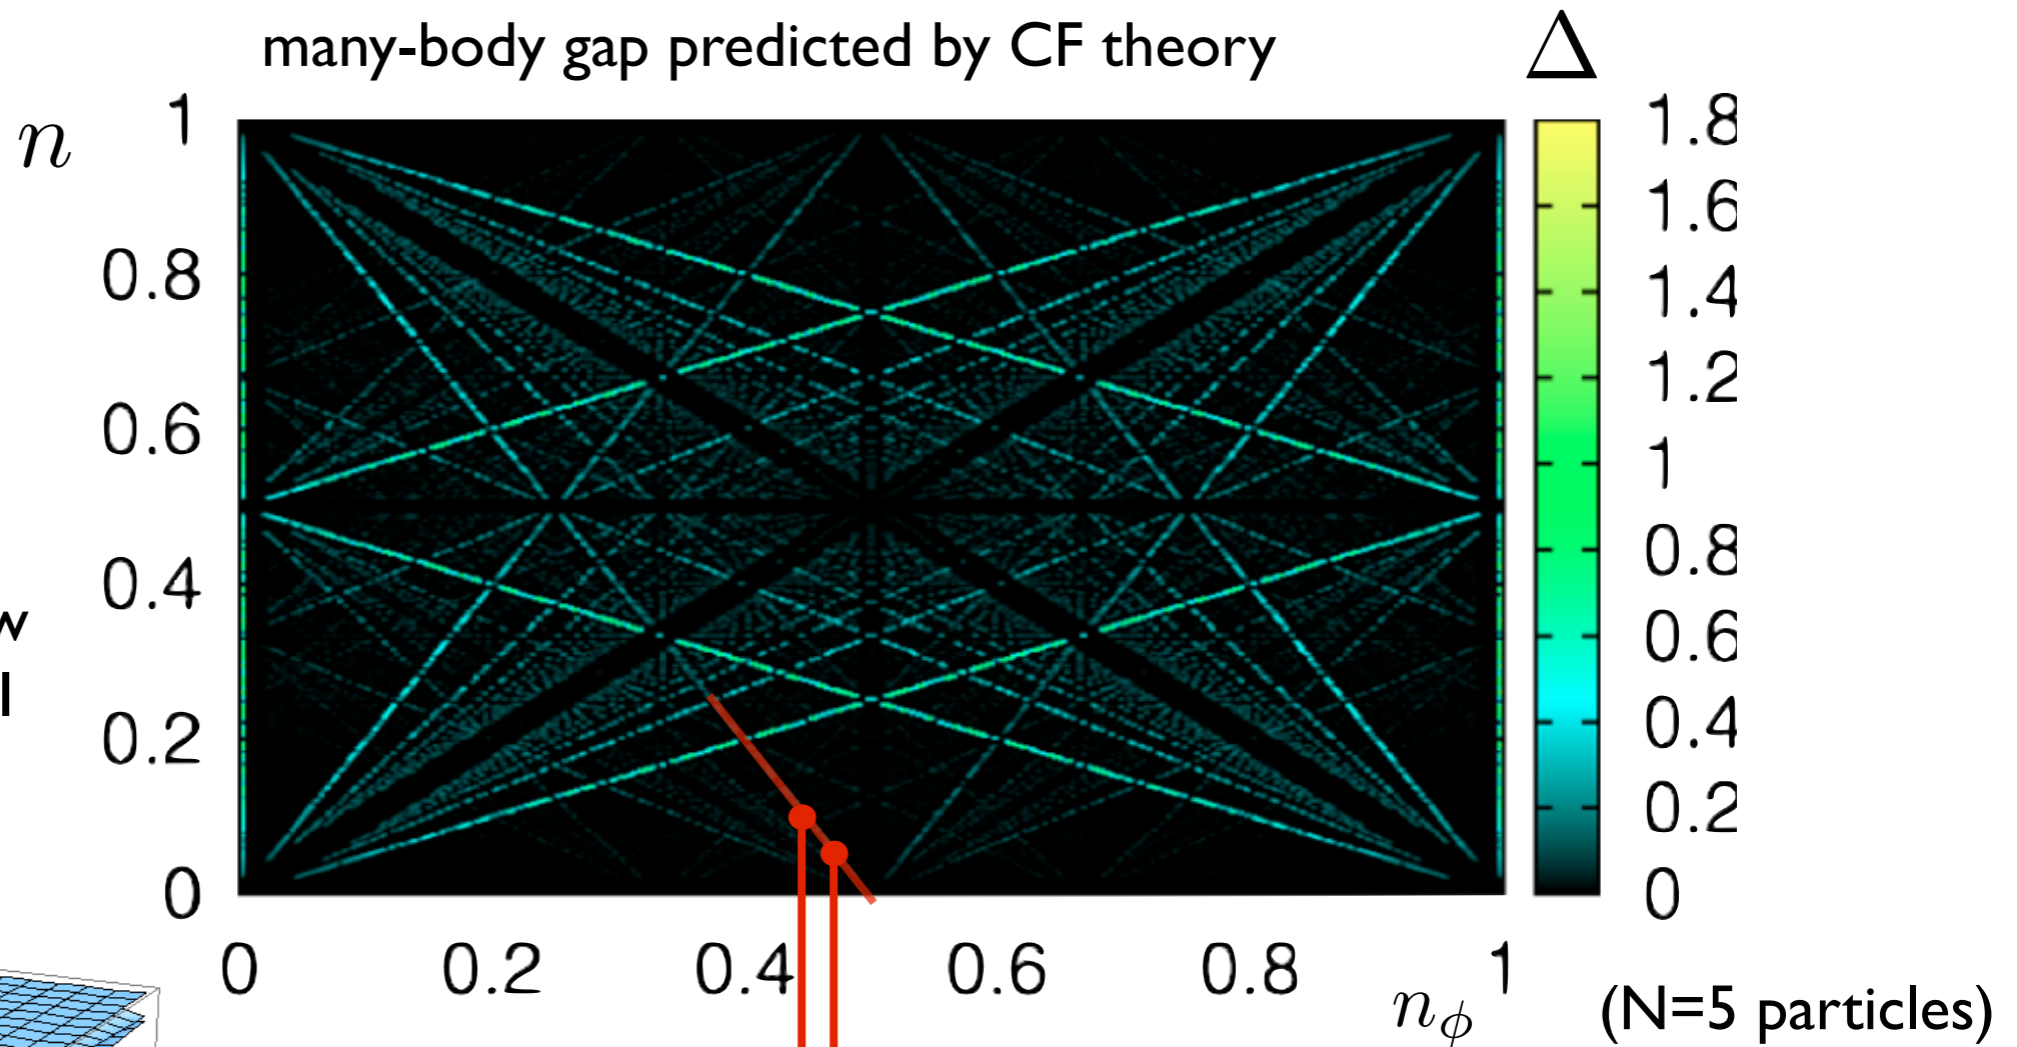 many-body gap predicted by CF theory
Δ
n
1
0.8
0.6
0.4
0.2
0
1.8
1.6
1.4
1.2
1
0.8
0.6
0.4
0.2
0
w
l
0 0.2 0.4 0.6 0.8 1
nϕ
(N=5 particles)